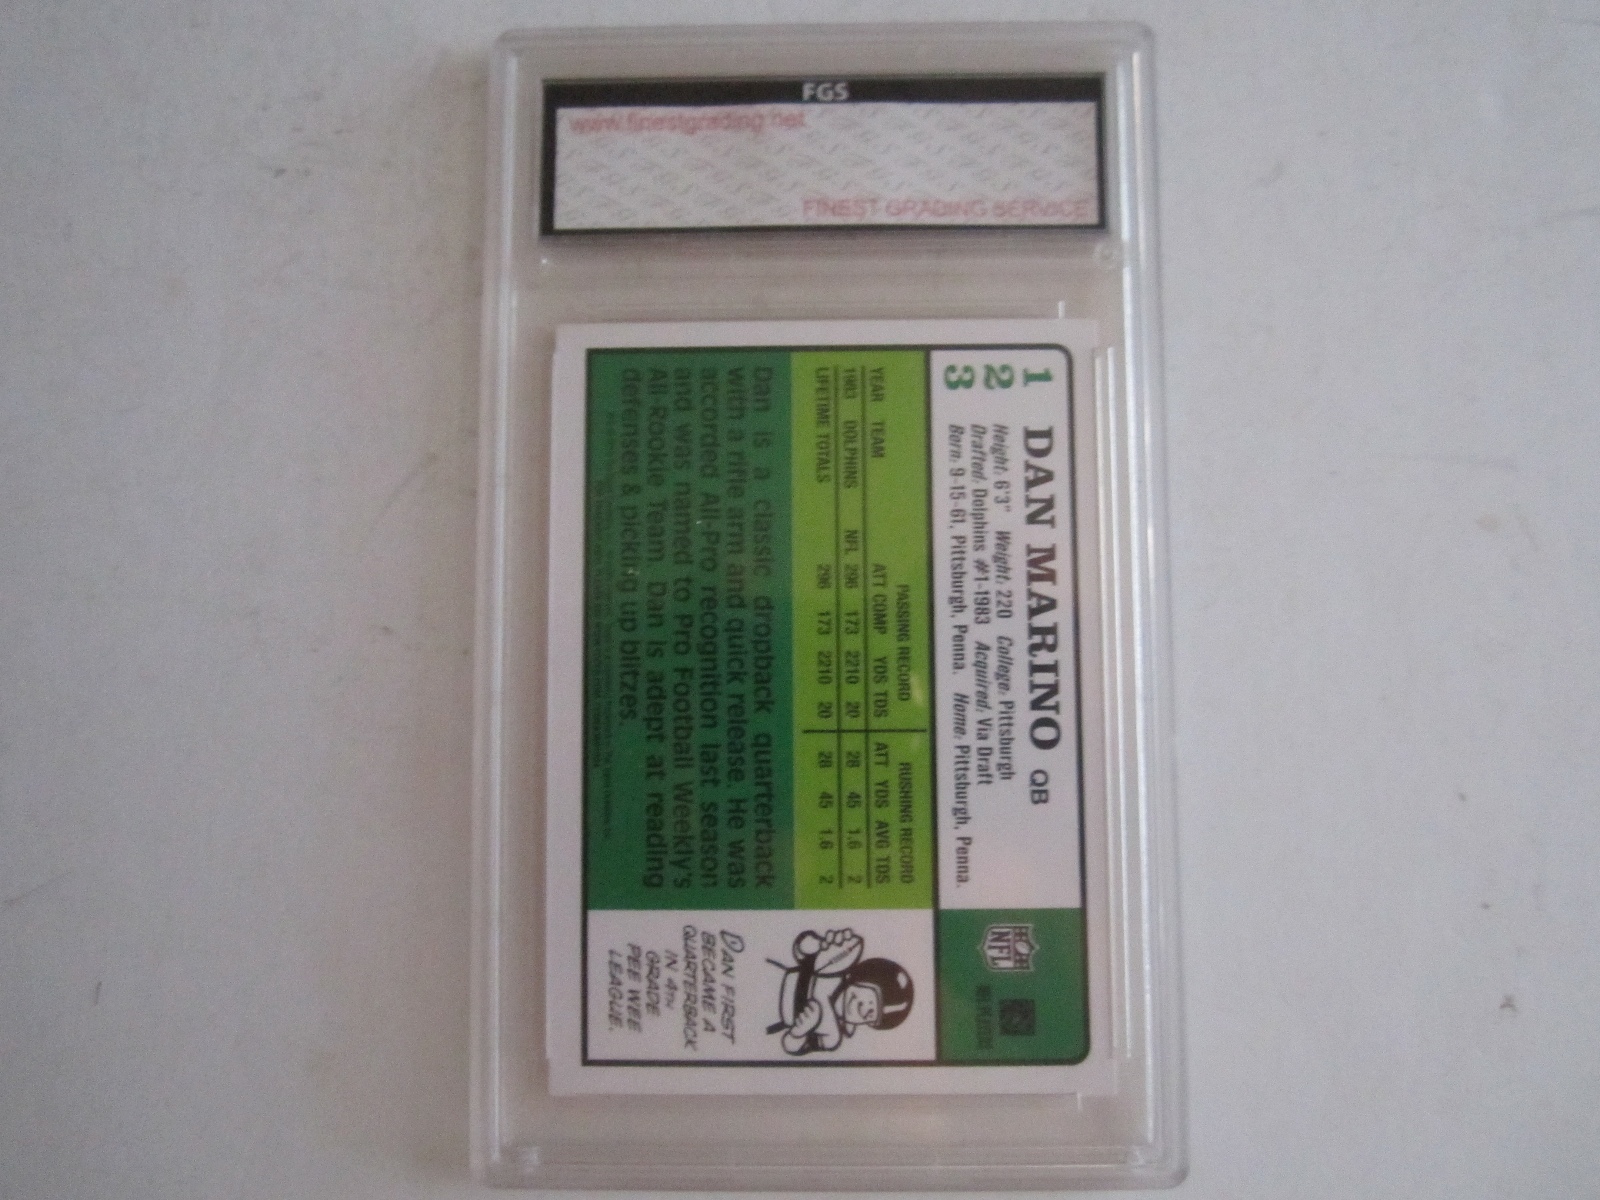 FGS
www.finestgrading.net
FINEST GRADING SERVICE
123
DAN MARINO QB
Height: 6'3" Weight: 220 College: Pittsburgh
Drafted: Dolphins #1-1983 Acquired: Via Draft
Born: 9-15-61, Pittsburgh, Penna. Home: Pittsburgh, Penna.
NFL
PASSING RECORD RUSHING RECORD
YEAR TEAM ATT COMP YDS TDS ATT YDS AVG TDS
1983 DOLPHINS NFL 296 173 2210 20 28 45 1.6 2
LIFETIME TOTALS 296 173 2210 20 28 45 1.6 2
Dan is a classic dropback quarterback
with a rifle arm and quick release. He was
accorded All-Pro recognition last season
and was named to Pro Football Weekly's
All-Rookie Team. Dan is adept at reading
defenses & picking up blitzes.
DAN FIRST
BECAME A
QUARTERBACK
IN 4TH
GRADE
PEE WEE
LEAGUE.